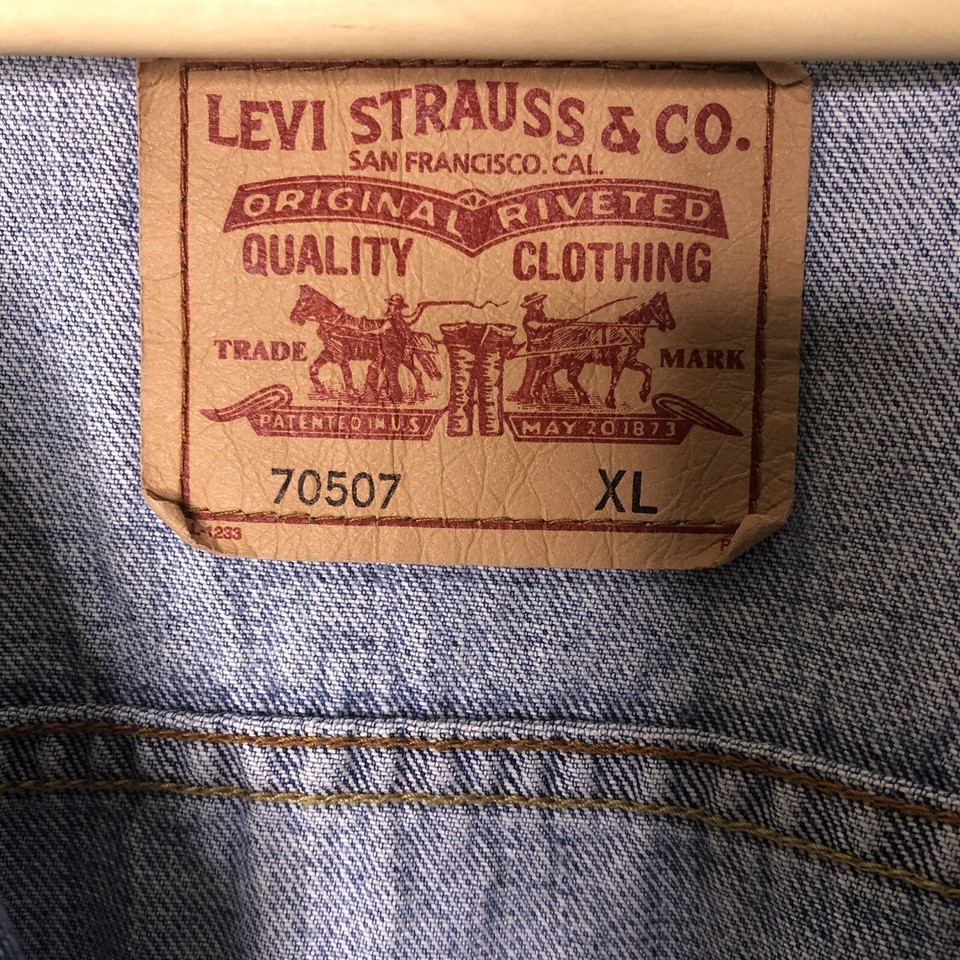 LEVI STRAUSS & CO.
SAN FRANCISCO. CAL.
ORIGINAL RIVETED
QUALITY CLOTHING
TRADE MARK
PATENTED IN U.S MAY 20 1873
70507 XL
1233 P